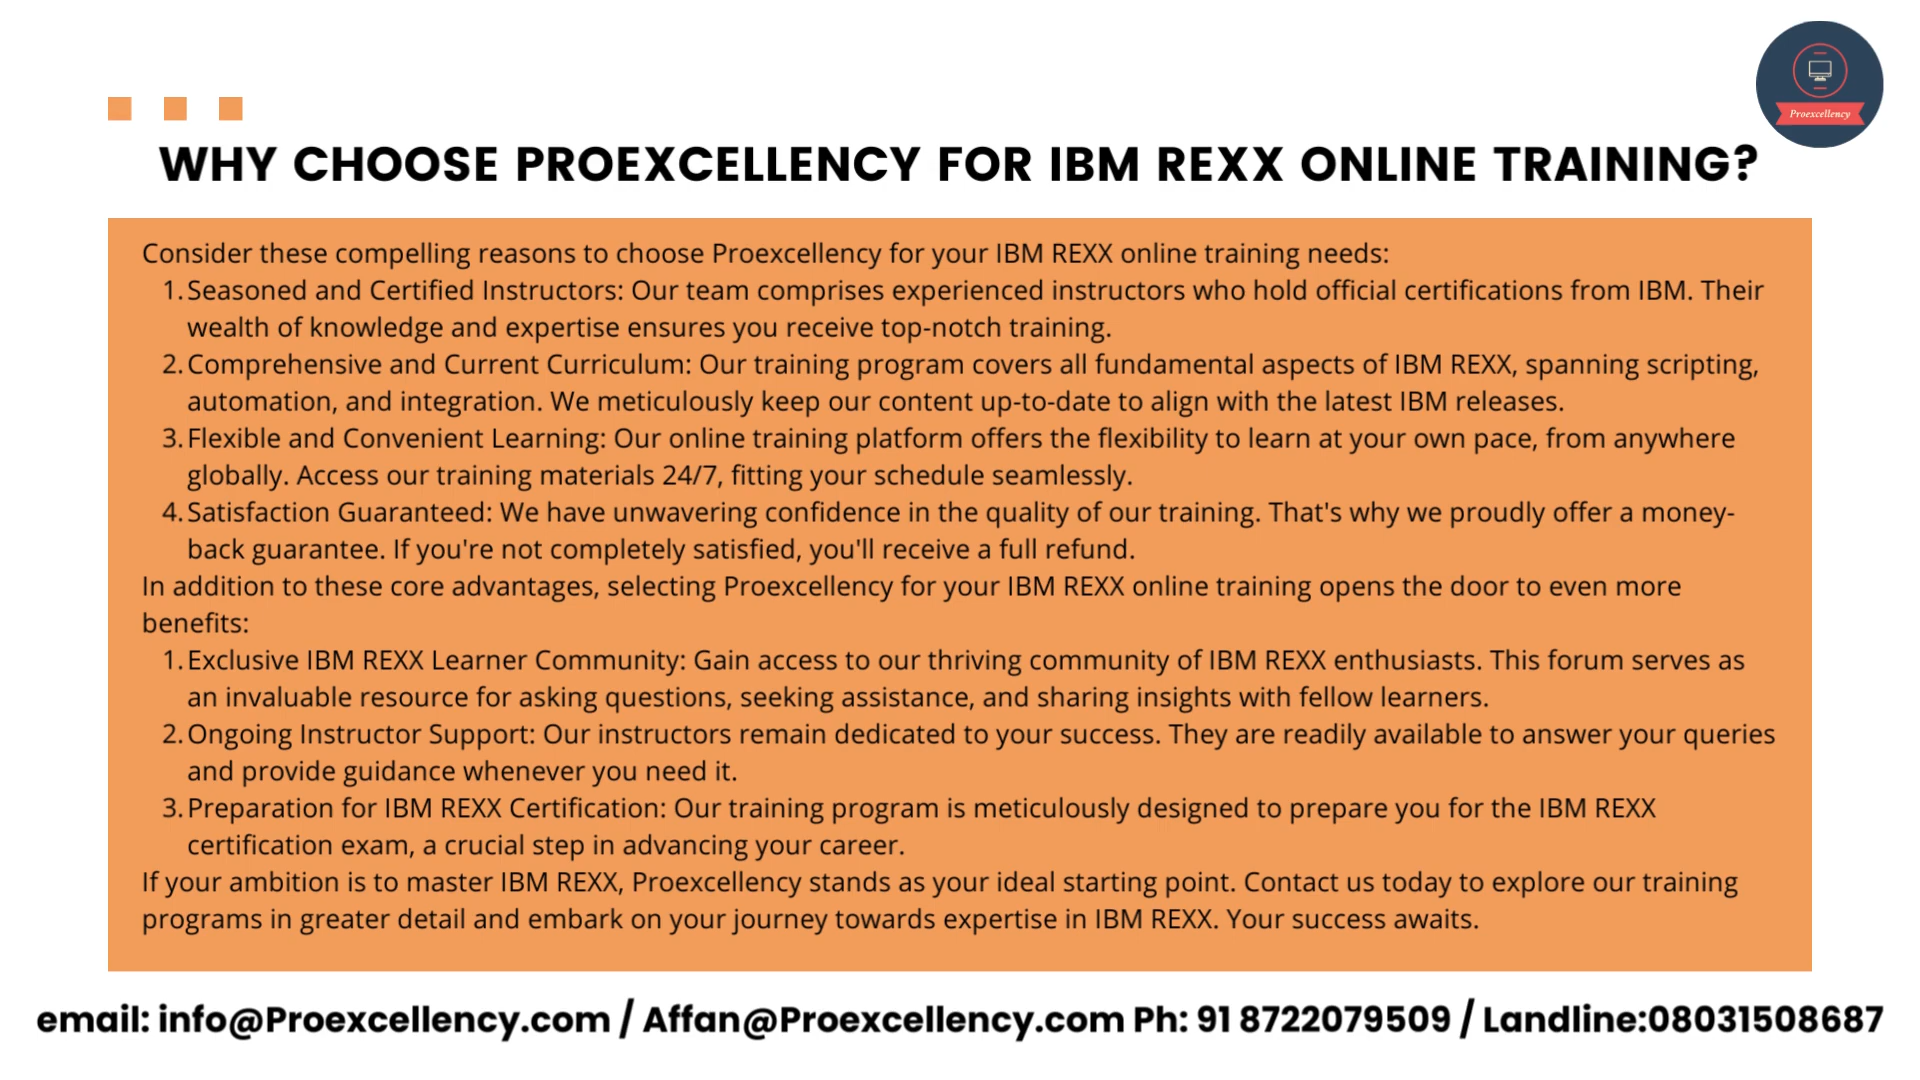 Proexcellency
WHY CHOOSE PROEXCELLENCY FOR IBM REXX ONLINE TRAINING?
Consider these compelling reasons to choose Proexcellency for your IBM REXX online training needs:
1. Seasoned and Certified Instructors: Our team comprises experienced instructors who hold official certifications from IBM. Their
wealth of knowledge and expertise ensures you receive top-notch training.
2. Comprehensive and Current Curriculum: Our training program covers all fundamental aspects of IBM REXX, spanning scripting,
automation, and integration. We meticulously keep our content up-to-date to align with the latest IBM releases.
3. Flexible and Convenient Learning: Our online training platform offers the flexibility to learn at your own pace, from anywhere
globally. Access our training materials 24/7, fitting your schedule seamlessly.
4. Satisfaction Guaranteed: We have unwavering confidence in the quality of our training. That's why we proudly offer a money-
back guarantee. If you're not completely satisfied, you'll receive a full refund.
In addition to these core advantages, selecting Proexcellency for your IBM REXX online training opens the door to even more
benefits:
1. Exclusive IBM REXX Learner Community: Gain access to our thriving community of IBM REXX enthusiasts. This forum serves as
an invaluable resource for asking questions, seeking assistance, and sharing insights with fellow learners.
2. Ongoing Instructor Support: Our instructors remain dedicated to your success. They are readily available to answer your queries
and provide guidance whenever you need it.
3. Preparation for IBM REXX Certification: Our training program is meticulously designed to prepare you for the IBM REXX
certification exam, a crucial step in advancing your career.
If your ambition is to master IBM REXX, Proexcellency stands as your ideal starting point. Contact us today to explore our training
programs in greater detail and embark on your journey towards expertise in IBM REXX. Your success awaits.
email: info@Proexcellency.com / Affan@Proexcellency.com Ph: 91 8722079509 / Landline:08031508687